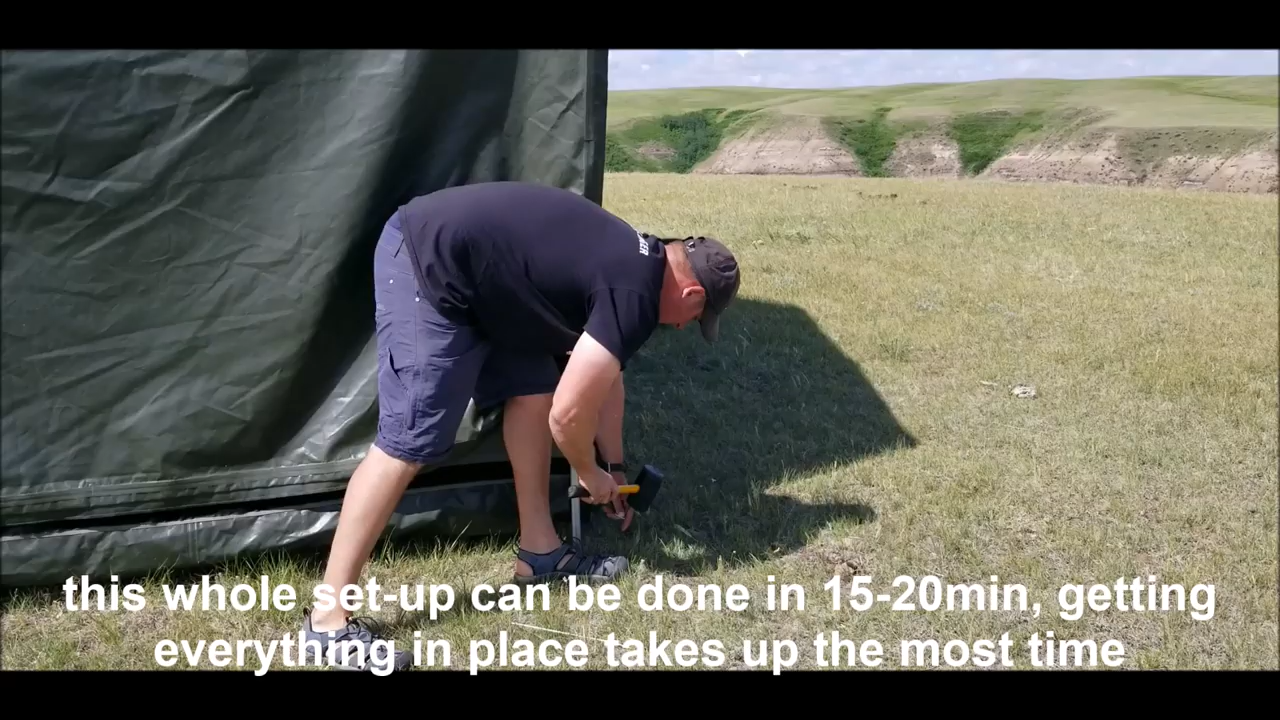 this whole set-up can be done in 15-20min, getting
everything in place takes up the most time